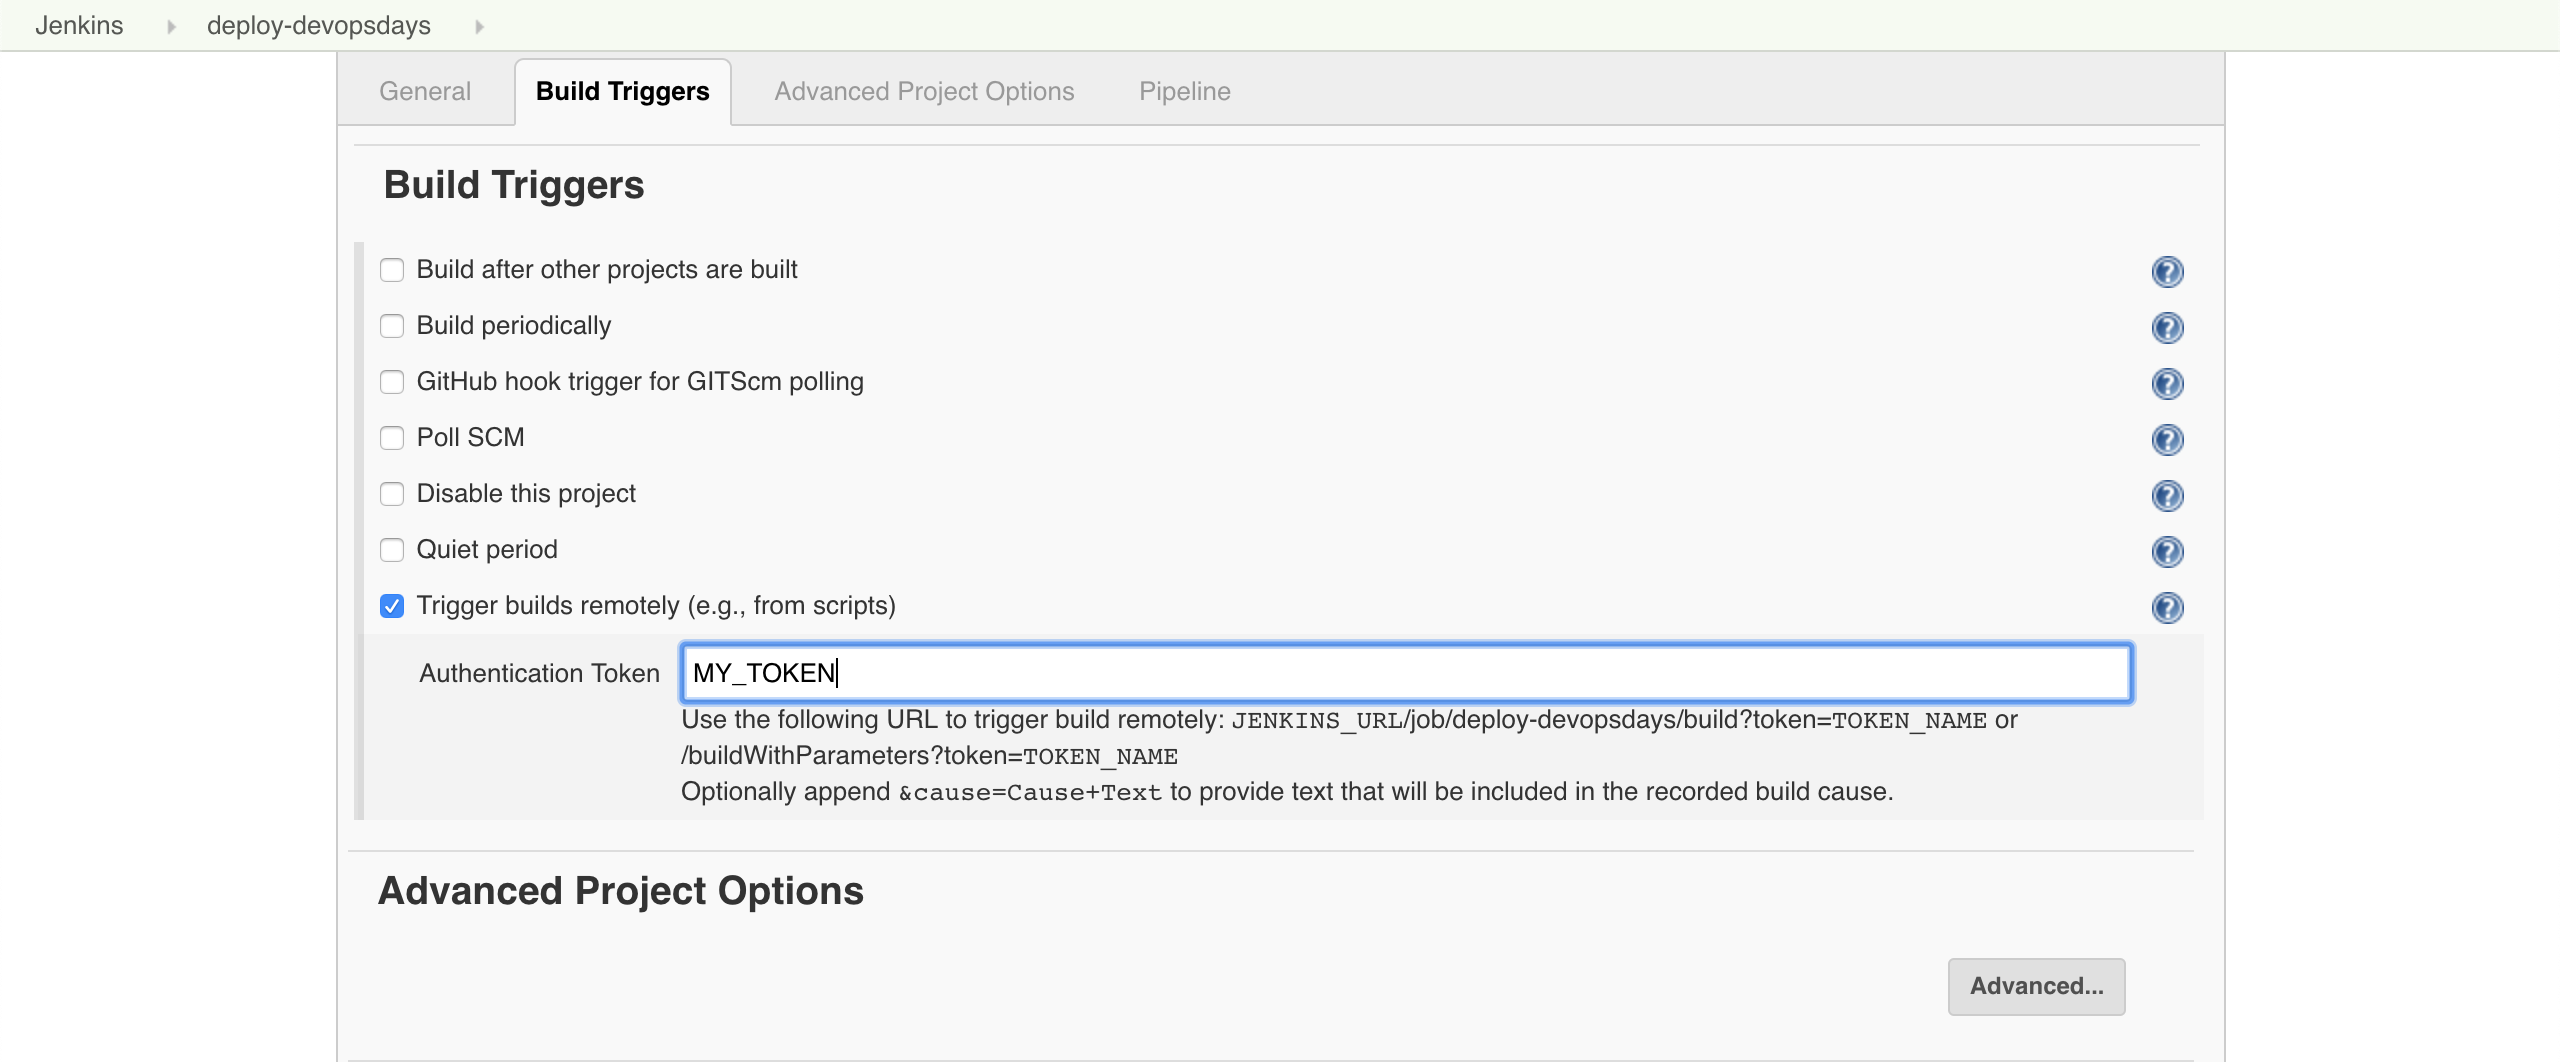 Jenkins deploy-devopsdays
General Build Triggers Advanced Project Options Pipeline
Build Triggers
Build after other projects are built
Build periodically
GitHub hook trigger for GITScm polling
Poll SCM
Disable this project
Quiet period
Trigger builds remotely (e.g., from scripts)
Authentication Token MY_TOKEN
Use the following URL to trigger build remotely: JENKINS_URL/job/deploy-devopsdays/build?token=TOKEN_NAME or
/buildWithParameters?token=TOKEN_NAME
Optionally append &cause=Cause+Text to provide text that will be included in the recorded build cause.
Advanced Project Options
Advanced...